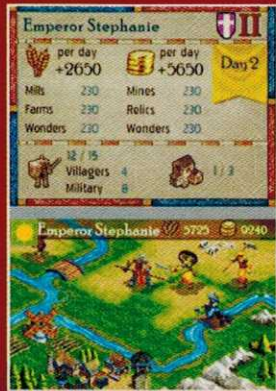 Emperor Stephanie II
per day +2650 per day +5650 Day 2
Mills 230 Mines 230
Farms 230 Relics 230
Wonders 230 Wonders 230
12 / 15
Villagers 4 1 / 3
Military 8
Emperor Stephanie 5725 9240